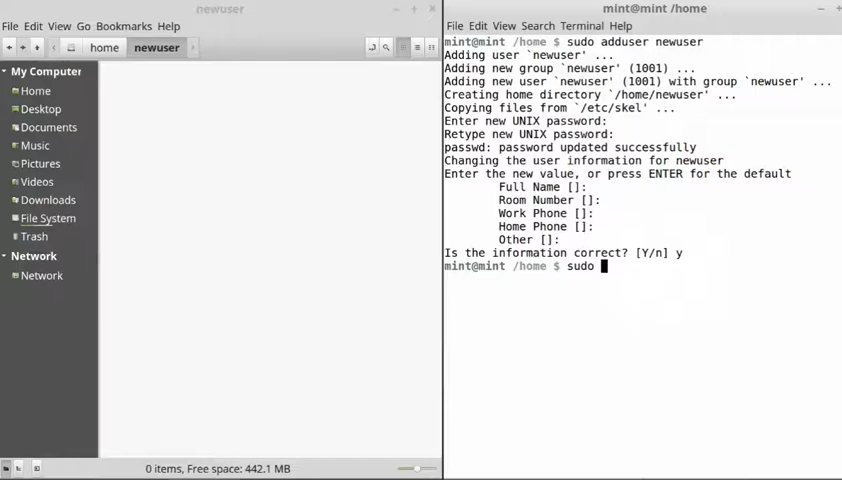 newuser
File Edit View Go Bookmarks Help
home newuser
My Computer
Home
Desktop
Documents
Music
Pictures
Videos
Downloads
File System
Trash
Network
Network
0 items, Free space: 442.1 MB
mint@mint /home
File Edit View Search Terminal Help
mint@mint /home $ sudo adduser newuser
Adding user `newuser' ...
Adding new group `newuser' (1001) ...
Adding new user `newuser' (1001) with group `newuser' ...
Creating home directory `/home/newuser' ...
Copying files from `/etc/skel' ...
Enter new UNIX password:
Retype new UNIX password:
passwd: password updated successfully
Changing the user information for newuser
Enter the new value, or press ENTER for the default
Full Name []:
Room Number []:
Work Phone []:
Home Phone []:
Other []:
Is the information correct? [Y/n] y
mint@mint /home $ sudo